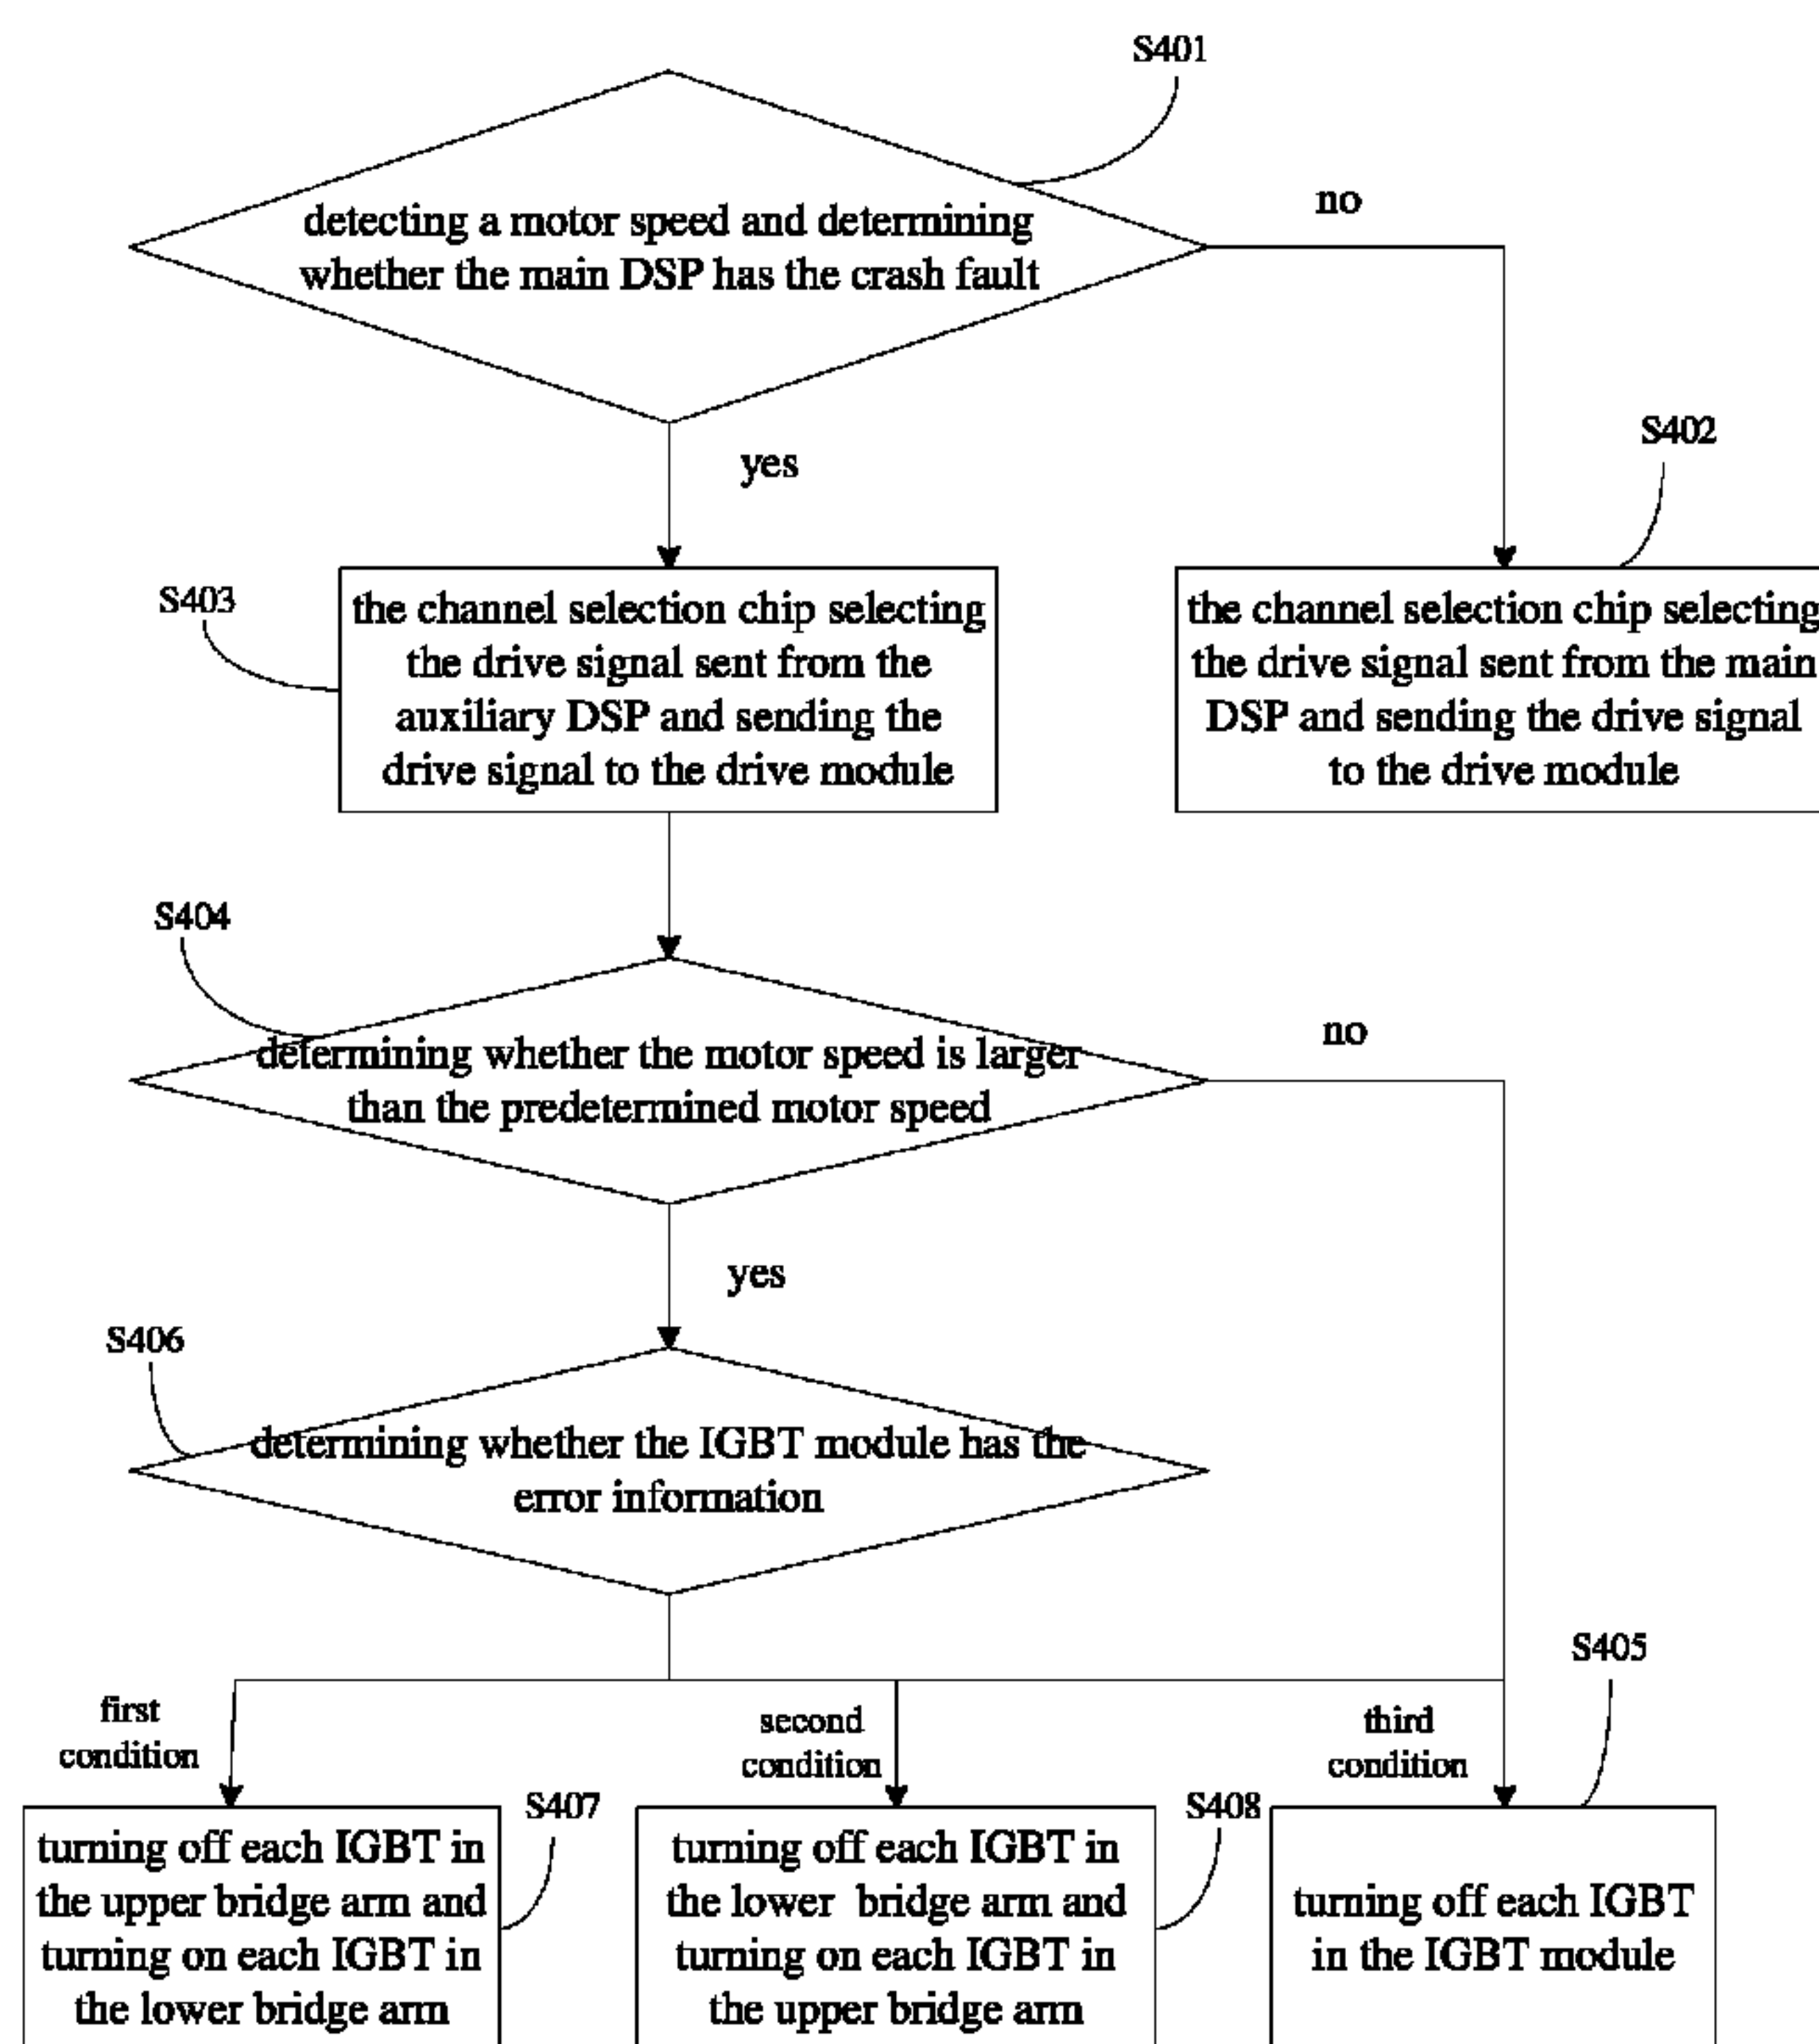 S401
detecting a motor speed and determining
whether the main DSP has the crash fault
no
yes
S402
S403
the channel selection chip selecting
the drive signal sent from the
auxiliary DSP and sending the
drive signal to the drive module
the channel selection chip selecting
the drive signal sent from the main
DSP and sending the drive signal
to the drive module
S404
determining whether the motor speed is larger
than the predetermined motor speed
no
yes
S406
determining whether the IGBT module has the
error information
S405
first
condition
second
condition
third
condition
S407
S408
turning off each IGBT in
the upper bridge arm and
turning on each IGBT in
the lower bridge arm
turning off each IGBT in
the lower bridge arm and
turning on each IGBT in
the upper bridge arm
turning off each IGBT
in the IGBT module